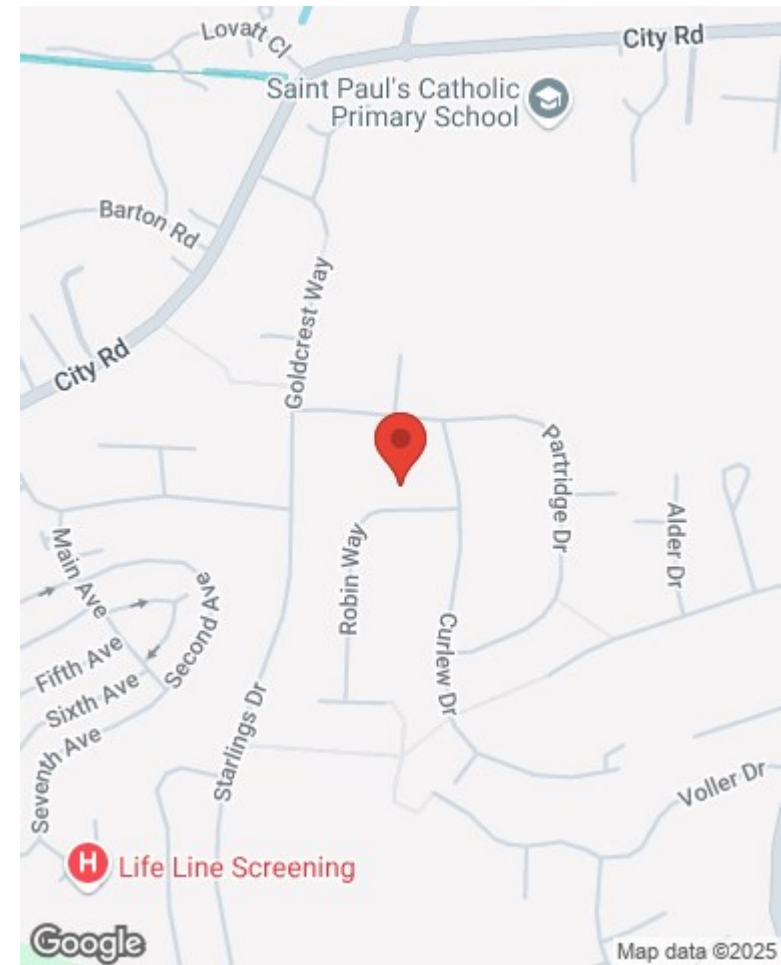 Lovatt Cl
City Rd
Saint Paul's Catholic
Primary School
Barton Rd
Goldcrest Way
City Rd
Partridge Dr
Alder Dr
Main Ave
Robin Way
Second Ave
Curlew Dr
Fifth Ave
Sixth Ave
Starlings Dr
Seventh Ave
Voller Dr
H
Life Line Screening
Google
Map data ©2025